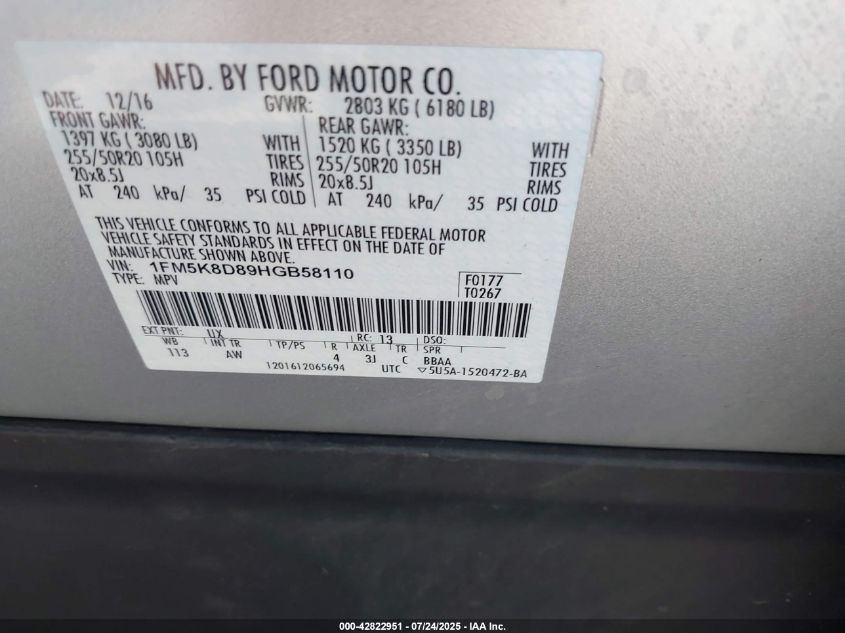 MFD. BY FORD MOTOR CO.
DATE: 12/16 GVWR: 2803 KG ( 6180 LB)
FRONT GAWR: REAR GAWR:
1397 KG ( 3080 LB) WITH 1520 KG ( 3350 LB) WITH
255/50R20 105H TIRES 255/50R20 105H TIRES
20x8.5J RIMS 20x8.5J RIMS
AT 240 kPa/ 35 PSI COLD AT 240 kPa/ 35 PSI COLD
THIS VEHICLE CONFORMS TO ALL APPLICABLE FEDERAL MOTOR
VEHICLE SAFETY STANDARDS IN EFFECT ON THE DATE OF
MANUFACTURE SHOWN ABOVE.
VIN: 1FM5K8D89HGB58110 F0177
TYPE: MPV T0267
EXT PNT: UX RC: 13 DSO:
WB INT TR TP/PS R AXLE TR SPR
113 AW 4 3J C BBAA
1201612065694 UTC ▽5U5A-1520472-BA
000-42822951 - 07/24/2025 - IAA Inc.